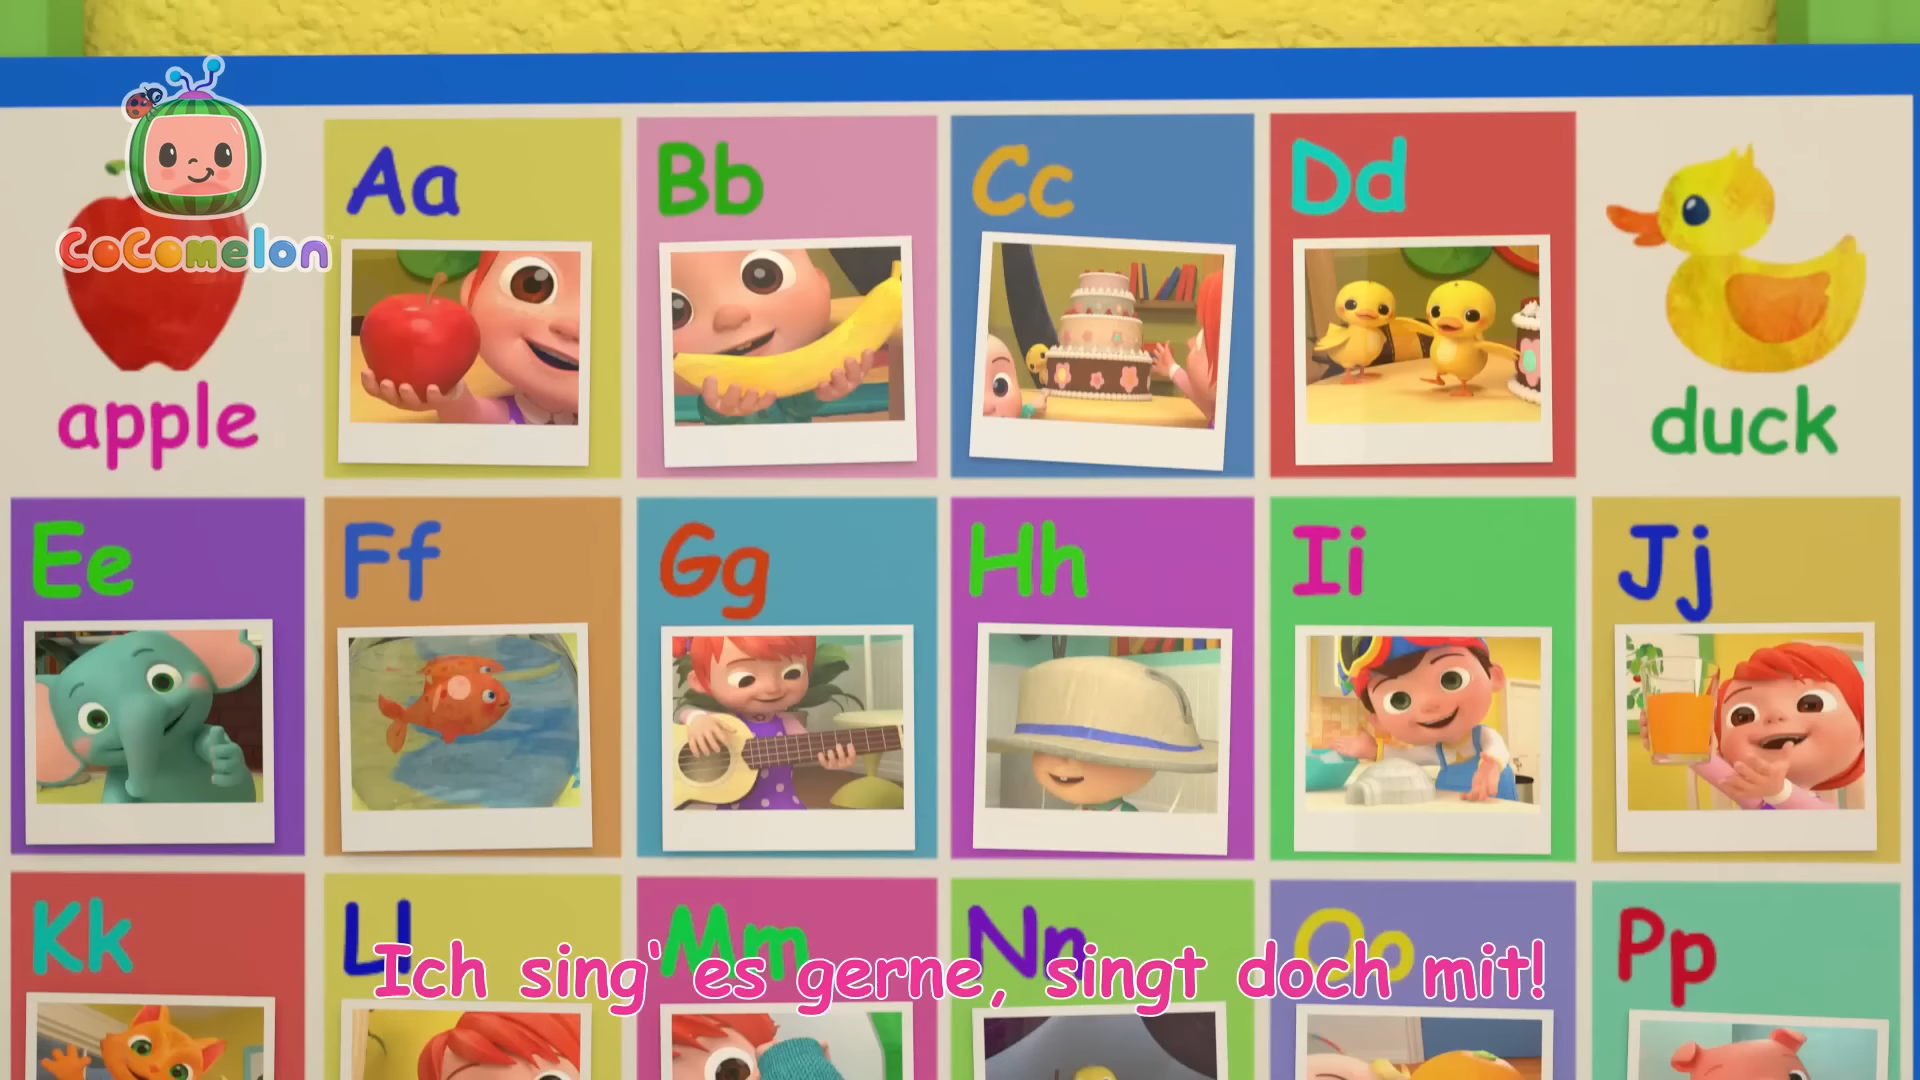 CoComelon™
Aa
Bb
Cc
Dd
apple
duck
Ee
Ff
Gg
Hh
Ii
Jj
Kk
Ll
Mm
Nn
Oo
Pp
Ich sing' es gerne, singt doch mit!